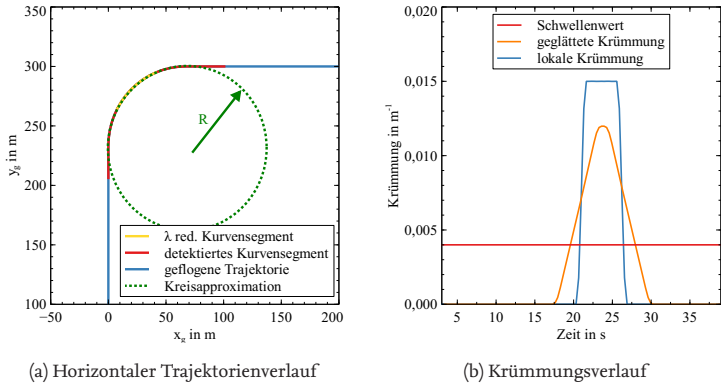 350
300
250
200
150
100
−50
0
50
100
150
200
y_g in m
x_g in m
R
λ red. Kurvensegment
detektiertes Kurvensegment
geflogene Trajektorie
Kreisapproximation
(a) Horizontaler Trajektorienverlauf
0,020
0,015
0,010
0,005
0,000
5
10
15
20
25
30
35
Krümmung in m⁻¹
Zeit in s
Schwellenwert
geglättete Krümmung
lokale Krümmung
(b) Krümmungsverlauf